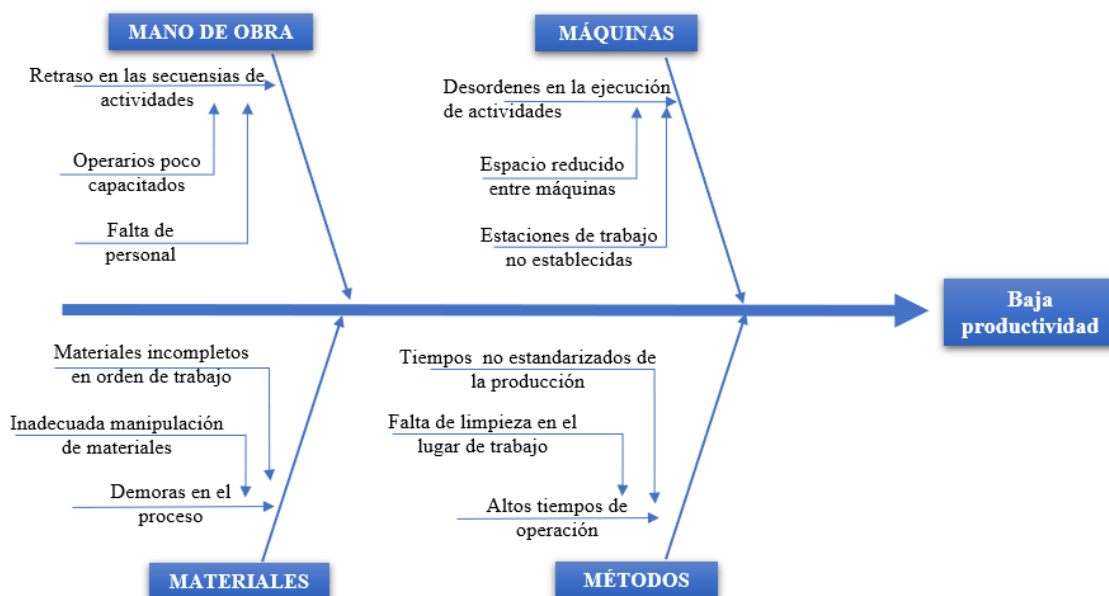 MANO DE OBRA
Retraso en las secuensias de
actividades
Operarios poco
capacitados
Falta de
personal
MÁQUINAS
Desordenes en la ejecución
de actividades
Espacio reducido
entre máquinas
Estaciones de trabajo
no establecidas
Baja
productividad
Materiales incompletos
en orden de trabajo
Inadecuada manipulación
de materiales
Demoras en el
proceso
MATERIALES
Tiempos no estandarizados de
la producción
Falta de limpieza en el
lugar de trabajo
Altos tiempos de
operación
MÉTODOS